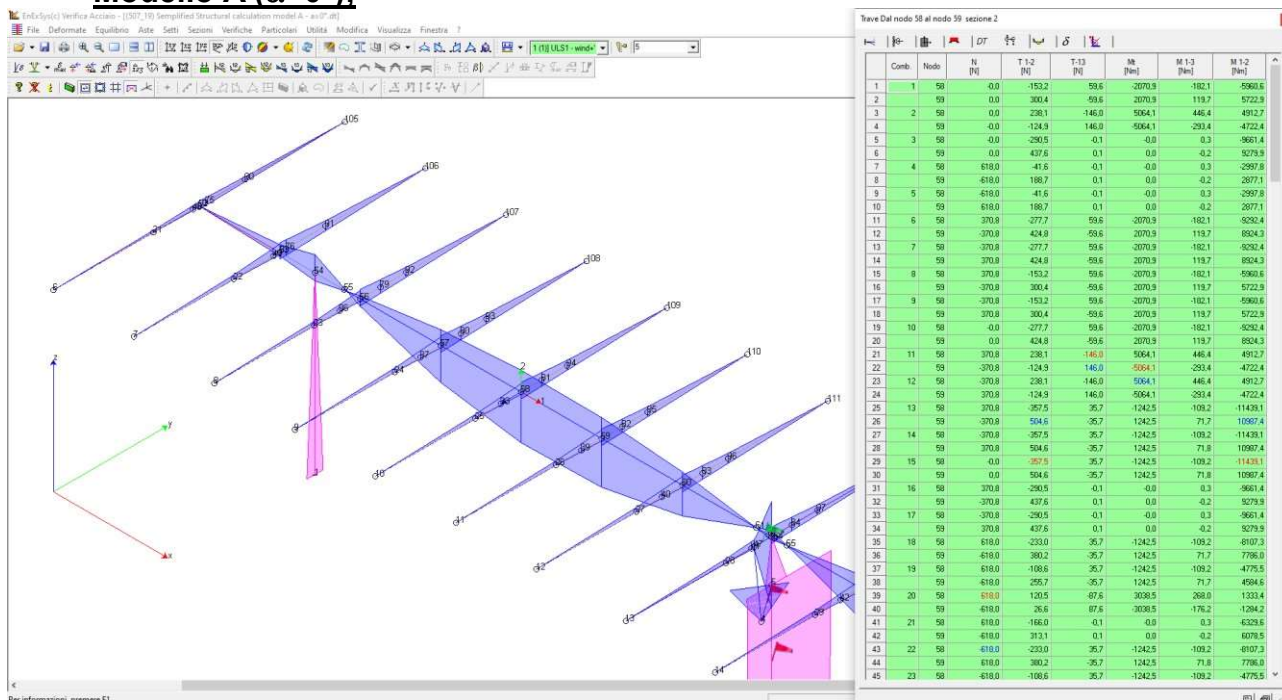 Modello A (α=0°);
EnExSys(c) Verifica Acciaio - [(507_19) Semplified Structural calculation model A - a=0°.dt]
File Deformate Equilibrio Aste Setti Sezioni Verifiche Particolari Utilità Modifica Visualizza Finestra ?
1 (1) ULS1 - wind+'
5
Trave Dal nodo 58 al nodo 59 sezione 2
DT δ
Comb. Nodo N [N] T 1-2 [N] T-13 [N] Mt [Nm] M 1-3 [Nm] M 1-2 [Nm]
1 1 58 -0,0 -153,2 59,6 -2070,9 -182,1 -5960,6
2 59 0,0 300,4 -59,6 2070,9 119,7 5722,9
3 2 58 0,0 238,1 -146,0 5064,1 446,4 4912,7
4 59 -0,0 -124,9 146,0 -5064,1 -293,4 -4722,4
5 3 58 -0,0 -290,5 -0,1 -0,0 0,3 -9661,4
6 59 0,0 437,6 0,1 0,0 -0,2 9279,9
7 4 58 618,0 -41,6 -0,1 -0,0 0,3 -2997,8
8 59 -618,0 188,7 0,1 0,0 -0,2 2877,1
9 5 58 -618,0 -41,6 -0,1 -0,0 0,3 -2997,8
10 59 618,0 188,7 0,1 0,0 -0,2 2877,1
11 6 58 370,8 -277,7 59,6 -2070,9 -182,1 -9292,4
12 59 -370,8 424,8 -59,6 2070,9 119,7 8924,3
13 7 58 370,8 -277,7 59,6 -2070,9 -182,1 -9292,4
14 59 -370,8 424,8 -59,6 2070,9 119,7 8924,3
15 8 58 370,8 -153,2 59,6 -2070,9 -182,1 -5960,6
16 59 -370,8 300,4 -59,6 2070,9 119,7 5722,9
17 9 58 -370,8 -153,2 59,6 -2070,9 -182,1 -5960,6
18 59 370,8 300,4 -59,6 2070,9 119,7 5722,9
19 10 58 -0,0 -277,7 59,6 -2070,9 -182,1 -9292,4
20 59 0,0 424,8 -59,6 2070,9 119,7 8924,3
21 11 58 370,8 238,1 -146,0 5064,1 446,4 4912,7
22 59 -370,8 -124,9 146,0 -5064,1 -293,4 -4722,4
23 12 58 -370,8 238,1 -146,0 5064,1 446,4 4912,7
24 59 370,8 -124,9 146,0 -5064,1 -293,4 -4722,4
25 13 58 370,8 -357,5 35,7 -1242,5 -109,2 -11439,1
26 59 -370,8 504,6 -35,7 1242,5 71,7 10987,4
27 14 58 370,8 -357,5 35,7 -1242,5 -109,2 -11439,1
28 59 -370,8 504,6 -35,7 1242,5 71,8 10987,4
29 15 58 -0,0 -357,5 35,7 -1242,5 -109,2 -11439,1
30 59 0,0 504,6 -35,7 1242,5 71,8 10987,4
31 16 58 370,8 -290,5 -0,1 -0,0 0,3 -9661,4
32 59 -370,8 437,6 0,1 0,0 -0,2 9279,9
33 17 58 -370,8 -290,5 -0,1 -0,0 0,3 -9661,4
34 59 370,8 437,6 0,1 0,0 -0,2 9279,9
35 18 58 618,0 -233,0 35,7 -1242,5 -109,2 -8107,3
36 59 -618,0 380,2 -35,7 1242,5 71,7 7786,0
37 19 58 618,0 -108,6 35,7 -1242,5 -109,2 -4775,5
38 59 -618,0 255,7 -35,7 1242,5 71,7 4584,6
39 20 58 618,0 120,5 -87,6 3038,5 268,0 1333,4
40 59 -618,0 26,6 87,6 -3038,5 -176,2 -1284,2
41 21 58 618,0 -166,0 -0,1 -0,0 0,3 -6329,6
42 59 -618,0 313,1 0,1 0,0 -0,2 6078,5
43 22 58 -618,0 -233,0 35,7 -1242,5 -109,2 -8107,3
44 59 618,0 380,2 -35,7 1242,5 71,8 7786,0
45 23 58 -618,0 -108,6 35,7 -1242,5 -109,2 -4775,5
105
106
107
108
109
110
111
z
y
x
2
1
6
7
8
9
10
11
12
13
14
Per informazioni, premere F1